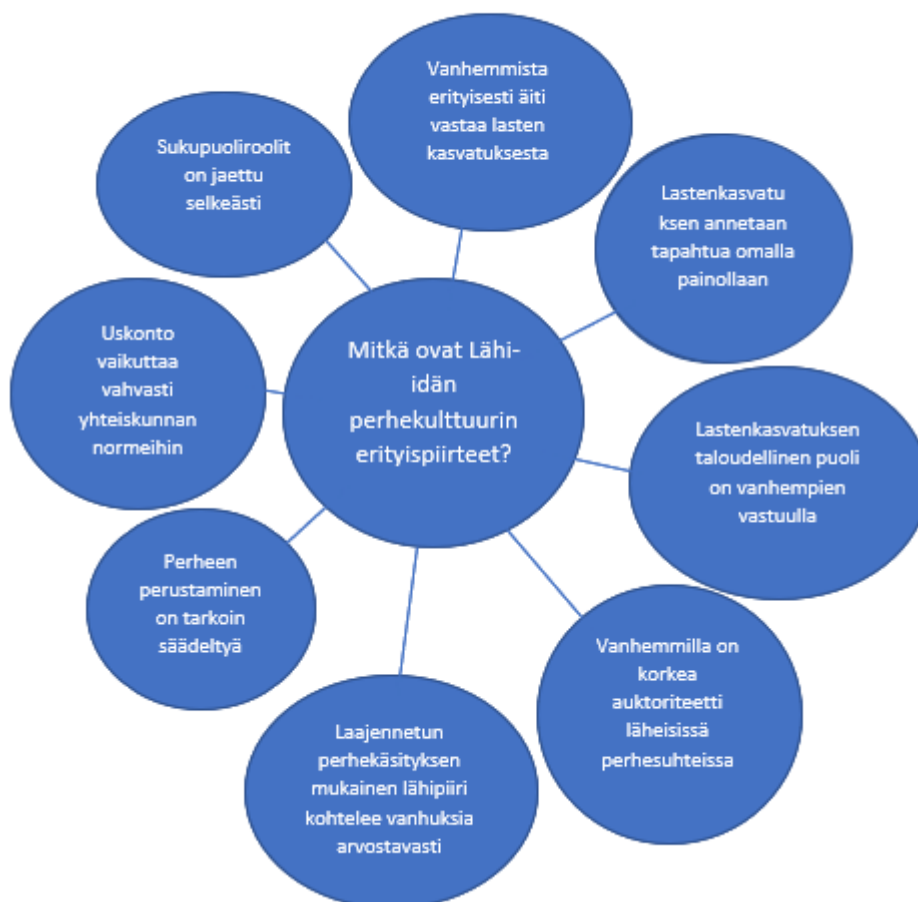 Vanhemmista
erityisesti äiti
vastaa lasten
kasvatuksesta
Sukupuoliroolit
on jaettu
selkeästi
Lastenkasvatu
ksen annetaan
tapahtua omalla
painollaan
Mitkä ovat Lähi-
idän
perhekulttuurin
erityispiirteet?
Uskonto
vaikuttaa
vahvasti
yhteiskunnan
normeihin
Lastenkasvatuksen
taloudellinen puoli
on vanhempien
vastuulla
Perheen
perustaminen
on tarkoin
säädeltyä
Vanhemmilla on
korkea
auktoriteetti
läheisissä
perhesuhteissa
Laajennetun
perhekäsityksen
mukainen lähipiiri
kohtelee vanhuksia
arvostavasti